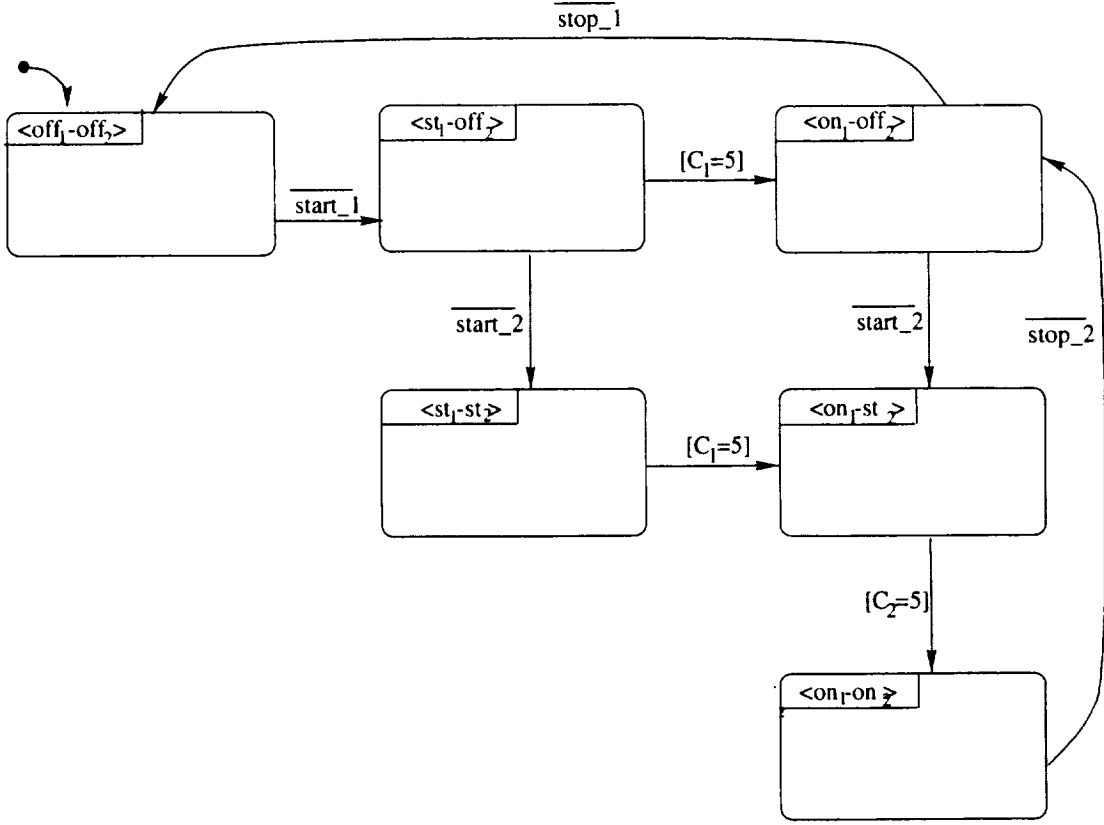 stop_1
<off1-off2>
<st1-off2>
<on1-off2>
[C1=5]
start_1
start_2
start_2
stop_2
<st1-st2>
<on1-st2>
[C1=5]
[C2=5]
<on1-on2>